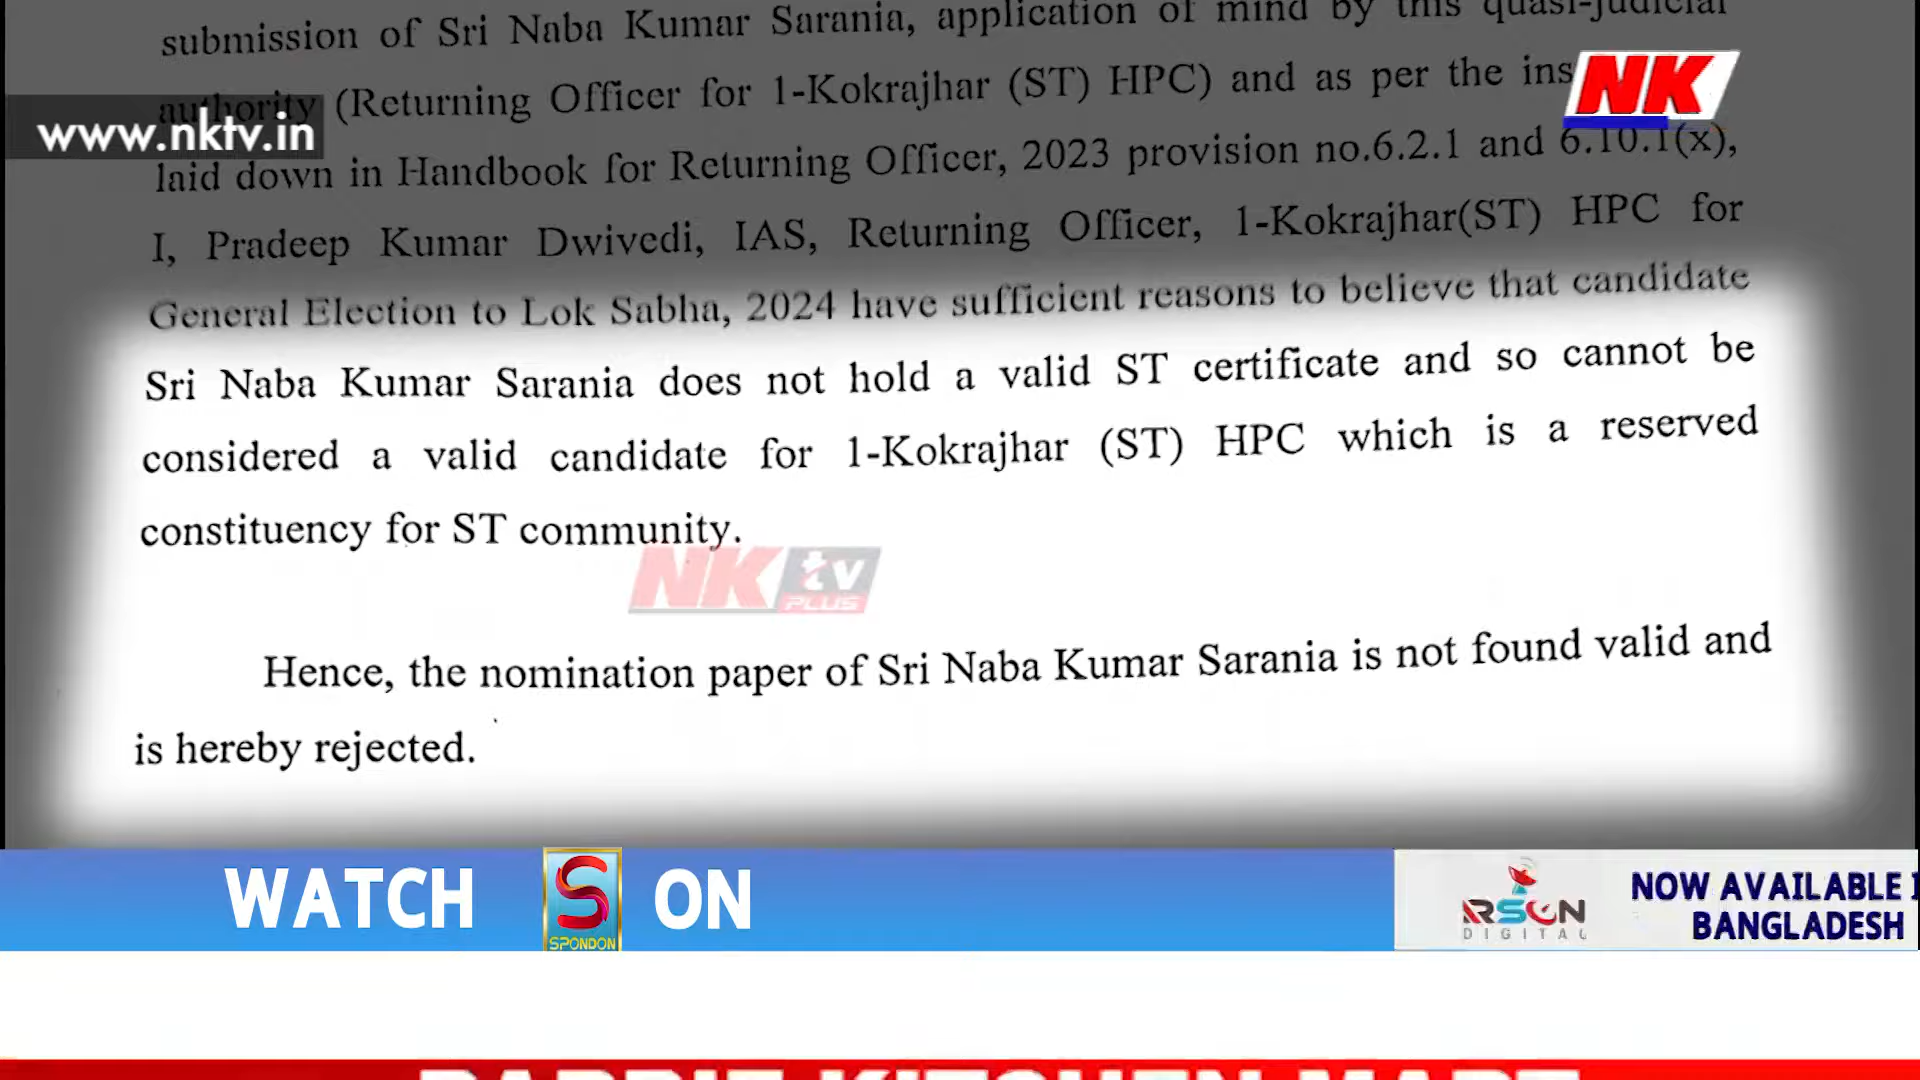 submission of Sri Naba Kumar Sarania, application of mind by this quasi-judicial
authority (Returning Officer for 1-Kokrajhar (ST) HPC) and as per the
laid down in Handbook for Returning Officer, 2023 provision no.6.2.1 and 6.10.1(x),
I, Pradeep Kumar Dwivedi, IAS, Returning Officer, 1-Kokrajhar(ST) HPC for
General Election to Lok Sabha, 2024 have sufficient reasons to believe that candidate
Sri Naba Kumar Sarania does not hold a valid ST certificate and so cannot be
considered a valid candidate for 1-Kokrajhar (ST) HPC which is a reserved
constituency for ST community.
Hence, the nomination paper of Sri Naba Kumar Sarania is not found valid and
is hereby rejected.
www.nktv.in
NK
NK tv
PLUS
WATCH S ON
SPONDON
RSON
DIGITAL
NOW AVAILABLE
BANGLADESH
KITCHEN MART